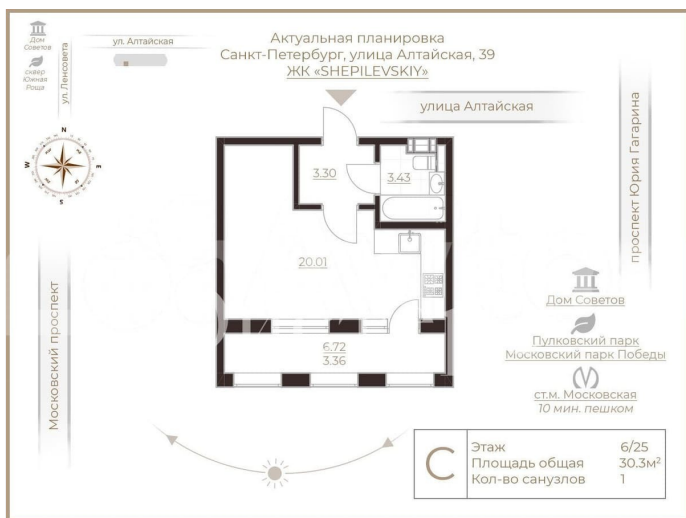 Актуальная планировка
Санкт-Петербург, улица Алтайская, 39
ЖК «SHEPILEVSKIY»
Дом
Советов
сквер
Южная
Роща
ул. Ленсовета
ул. Алтайская
улица Алтайская
проспект Юрия Гагарина
N
W
E
S
Московский проспект
3.30
3.43
20.01
6.72
3.36
Дом Советов
Пулковский парк
Московский парк Победы
ст.м. Московская
10 мин. пешком
С
Этаж 6/25
Площадь общая 30.3м²
Кол-во санузлов 1